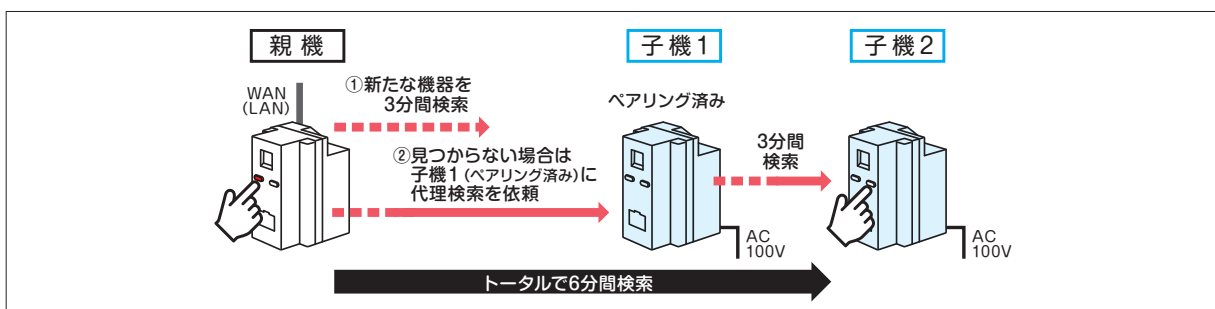 親 機
子 機 1
子 機 2
WAN
(LAN)
①新たな機器を
3分間検索
ペアリング済み
②見つからない場合は
子機1(ペアリング済み)に
代理検索を依頼
3分間
検索
AC
100V
AC
100V
トータルで6分間検索